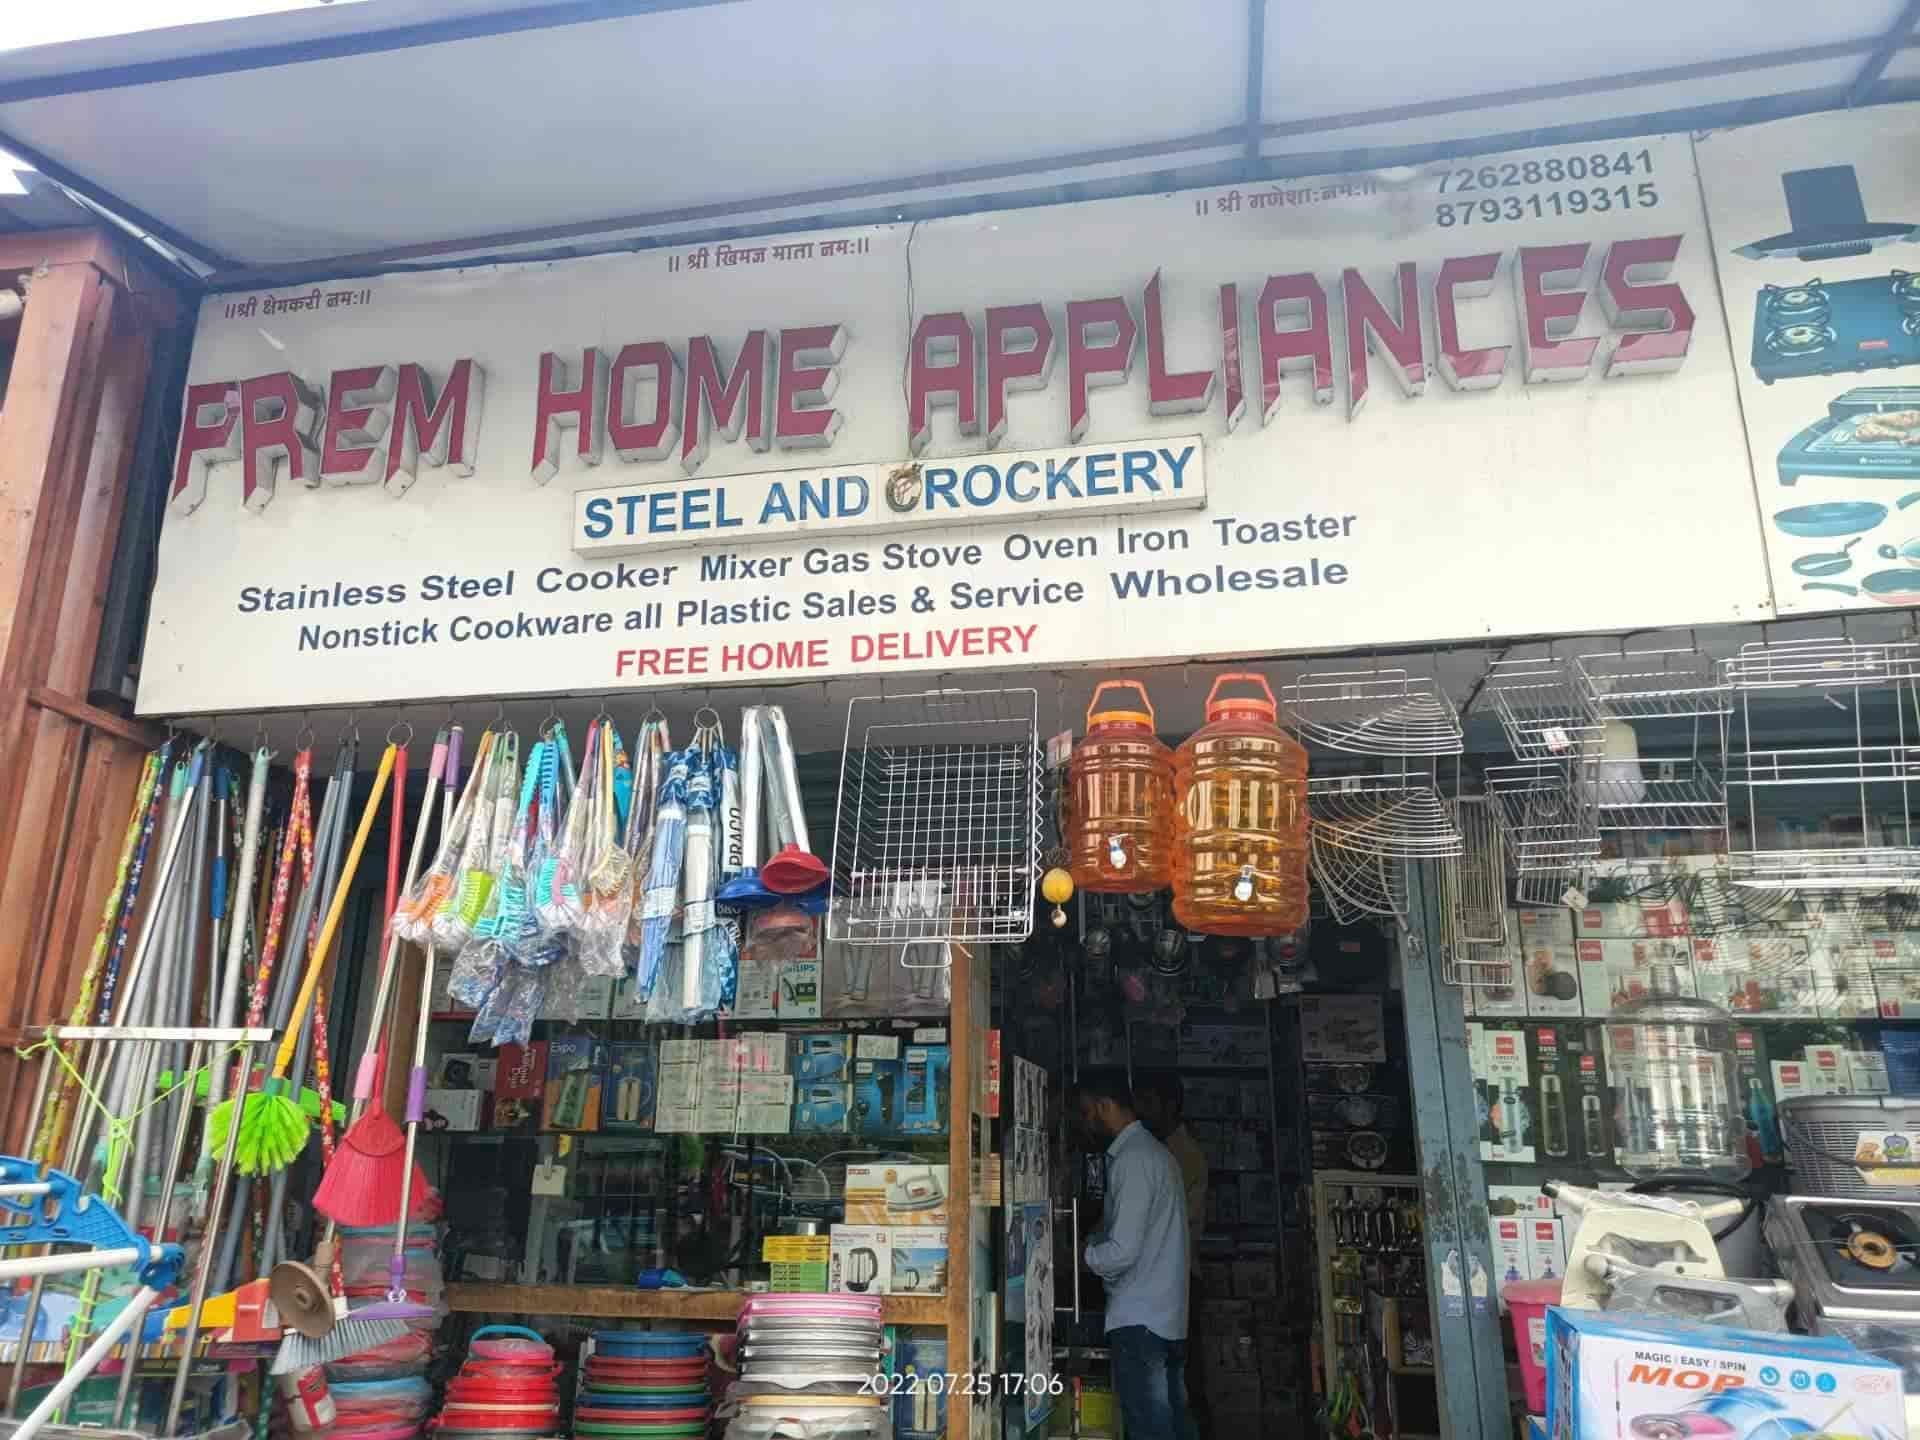 7262880841
8793119315
।। श्री गणेशाः नमः।।
।। श्री खिमज माता नमः।।
।।श्री क्षेमकरी नमः।।
PREM HOME APPLIANCES
STEEL AND CROCKERY
Stainless Steel Cooker Mixer Gas Stove Oven Iron Toaster
Nonstick Cookware all Plastic Sales & Service Wholesale
FREE HOME DELIVERY
PHILIPS
Expo
MAGIC / EASY / SPIN
MOP
2022.07.25 17:06